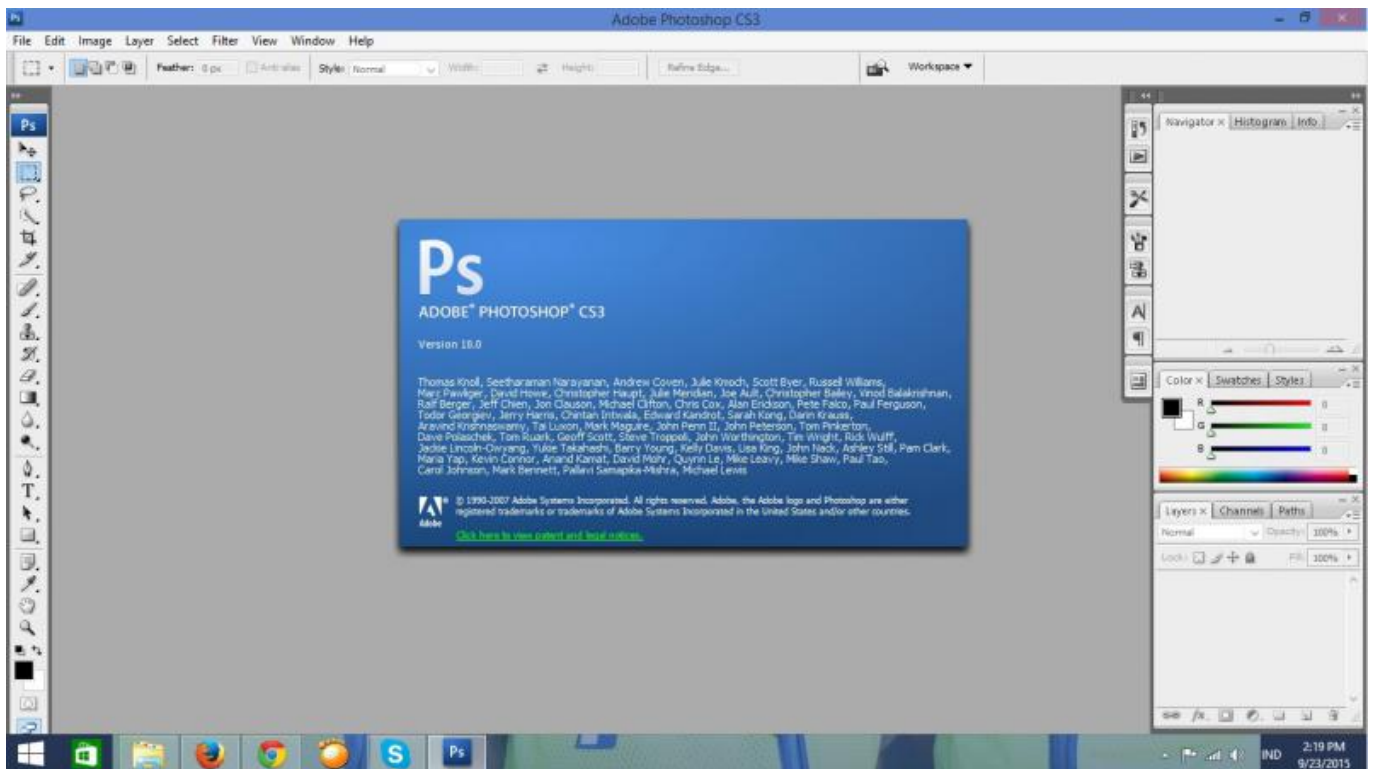 Ps
Adobe Photoshop CS3
File Edit Image Layer Select Filter View Window Help
Feather: 0 px Anti-alias Style: Normal Width: Height: Refine Edge... Workspace
Ps
Navigator x Histogram Info
Color x Swatches Styles
R 0
G 0
B 0
Layers x Channels Paths
Normal Opacity: 100%
Lock: Fill: 100%
Ps
ADOBE® PHOTOSHOP® CS3
Version 10.0
Thomas Knoll, Seetharaman Narayanan, Andrew Coven, Julie Kmoch, Scott Byer, Russell Williams,
Marc Pawliger, David Howe, Christopher Haupt, Julie Meridian, Joe Ault, Christopher Bailey, Vinod Balakrishnan,
Ralf Berger, Jeff Chien, Jon Clauson, Michael Clifton, Chris Cox, Alan Erickson, Pete Falco, Paul Ferguson,
Todor Georgiev, Jerry Harris, Chintan Intwala, Edward Kandrot, Sarah Kong, Darin Krauss,
Aravind Krishnaswamy, Tai Luxon, Mark Maguire, John Penn II, John Peterson, Tom Pinkerton,
Dave Polaschek, Tom Ruark, Geoff Scott, Steve Troppoli, John Worthington, Tim Wright, Rick Wulff,
Jackie Lincoln-Owyang, Yukie Takahashi, Barry Young, Kelly Davis, Lisa King, John Nack, Ashley Still, Pam Clark,
Maria Yap, Kevin Connor, Anand Kamat, David Mohr, Quynn Le, Mike Leavy, Mike Shaw, Paul Tao,
Carol Johnson, Mark Bennett, Pallavi Samapika-Mishra, Michael Lewis
© 1990-2007 Adobe Systems Incorporated. All rights reserved. Adobe, the Adobe logo and Photoshop are either
registered trademarks or trademarks of Adobe Systems Incorporated in the United States and/or other countries.
Adobe
Click here to view patent and legal notices.
Ps
IND
2:19 PM
9/23/2015